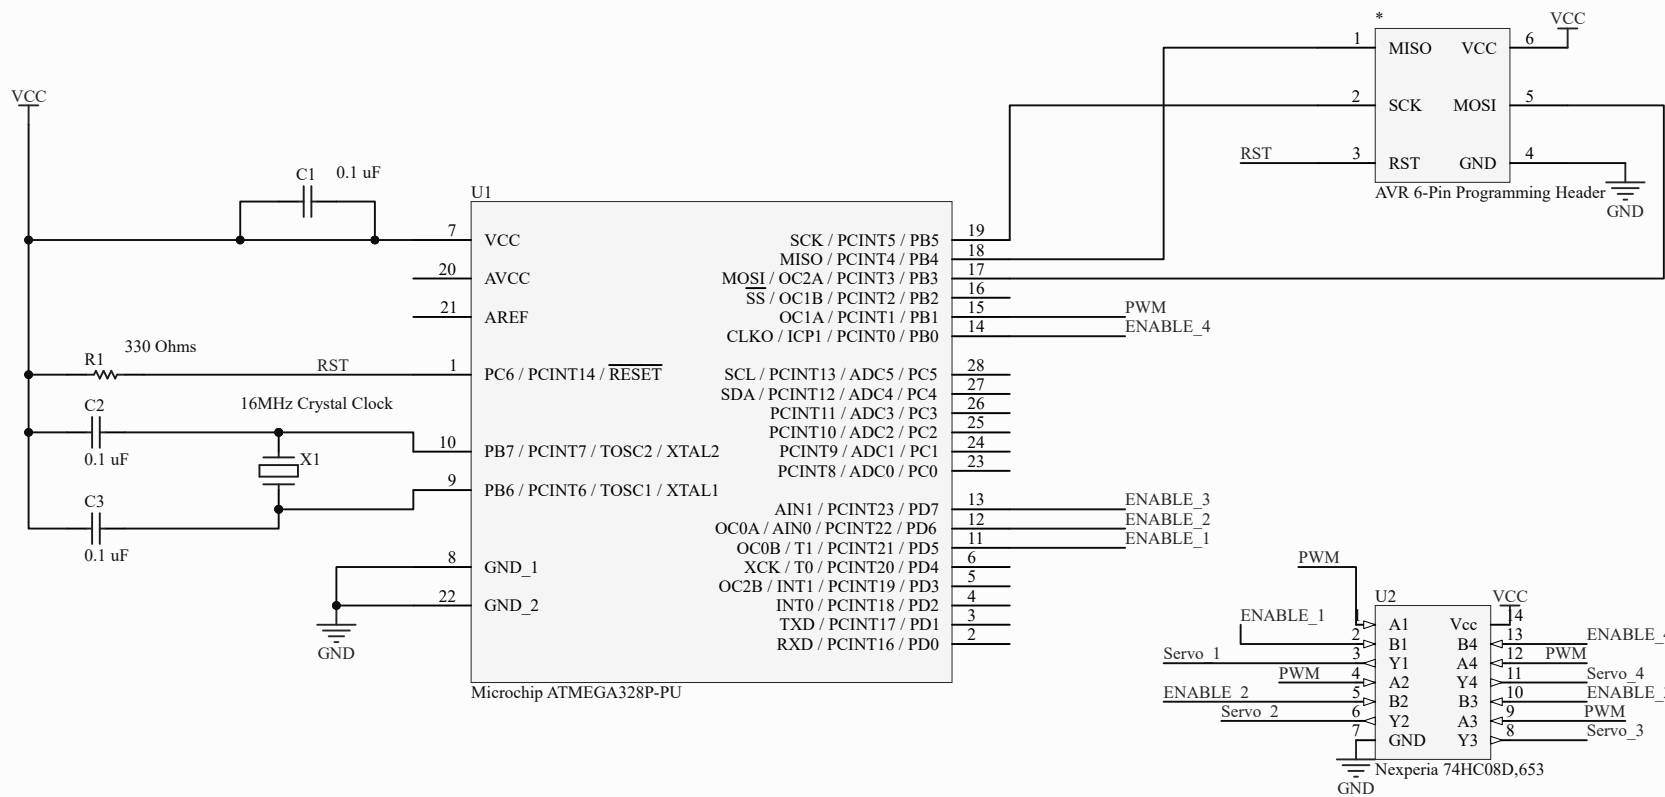 *
VCC
1 MISO VCC 6
2 SCK MOSI 5
RST 3 RST GND 4
AVR 6-Pin Programming Header
GND
VCC
C1 0.1 uF
U1
7 VCC
20 AVCC
21 AREF
330 Ohms
R1
RST 1 PC6 / PCINT14 / RESET
16MHz Crystal Clock
C2
0.1 uF
X1
10 PB7 / PCINT7 / TOSC2 / XTAL2
9 PB6 / PCINT6 / TOSC1 / XTAL1
C3
0.1 uF
8 GND_1
22 GND_2
GND
SCK / PCINT5 / PB5 19
MISO / PCINT4 / PB4 18
MOSI / OC2A / PCINT3 / PB3 17
SS / OC1B / PCINT2 / PB2 16
OC1A / PCINT1 / PB1 15 PWM
CLKO / ICP1 / PCINT0 / PB0 14 ENABLE_4
SCL / PCINT13 / ADC5 / PC5 28
SDA / PCINT12 / ADC4 / PC4 27
PCINT11 / ADC3 / PC3 26
PCINT10 / ADC2 / PC2 25
PCINT9 / ADC1 / PC1 24
PCINT8 / ADC0 / PC0 23
AIN1 / PCINT23 / PD7 13 ENABLE_3
OC0A / AIN0 / PCINT22 / PD6 12 ENABLE_2
OC0B / T1 / PCINT21 / PD5 11 ENABLE_1
XCK / T0 / PCINT20 / PD4 6
OC2B / INT1 / PCINT19 / PD3 5
INT0 / PCINT18 / PD2 4
TXD / PCINT17 / PD1 3
RXD / PCINT16 / PD0 2
Microchip ATMEGA328P-PU
PWM
U2
VCC
1 A1 Vcc 14
ENABLE_1 2 B1 B4 13
Servo_1 3 Y1 A4 12 PWM
PWM 4 A2 Y4 11 Servo_4
ENABLE_2 5 B2 B3 10
Servo_2 6 Y2 A3 9 PWM
7 GND Y3 8 Servo_3
GND
Nexperia 74HC08D,653